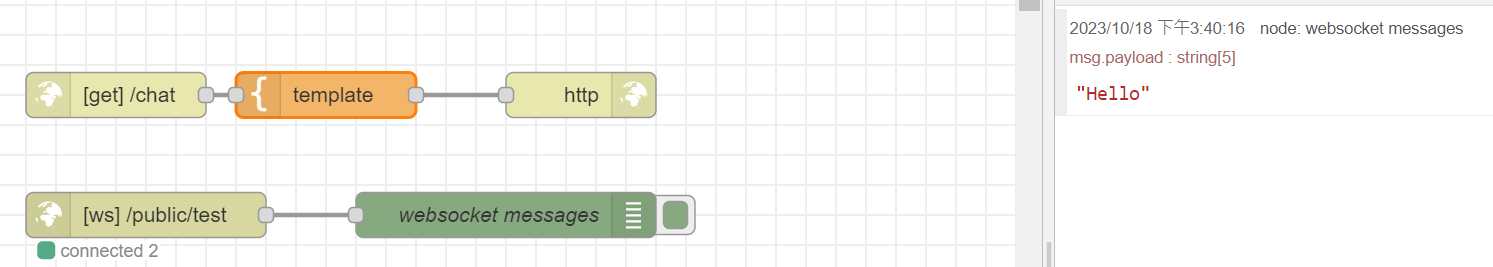 [get] /chat
template
http
[ws] /public/test
websocket messages
connected 2
2023/10/18 下午3:40:16 node: websocket messages
msg.payload : string[5]
"Hello"